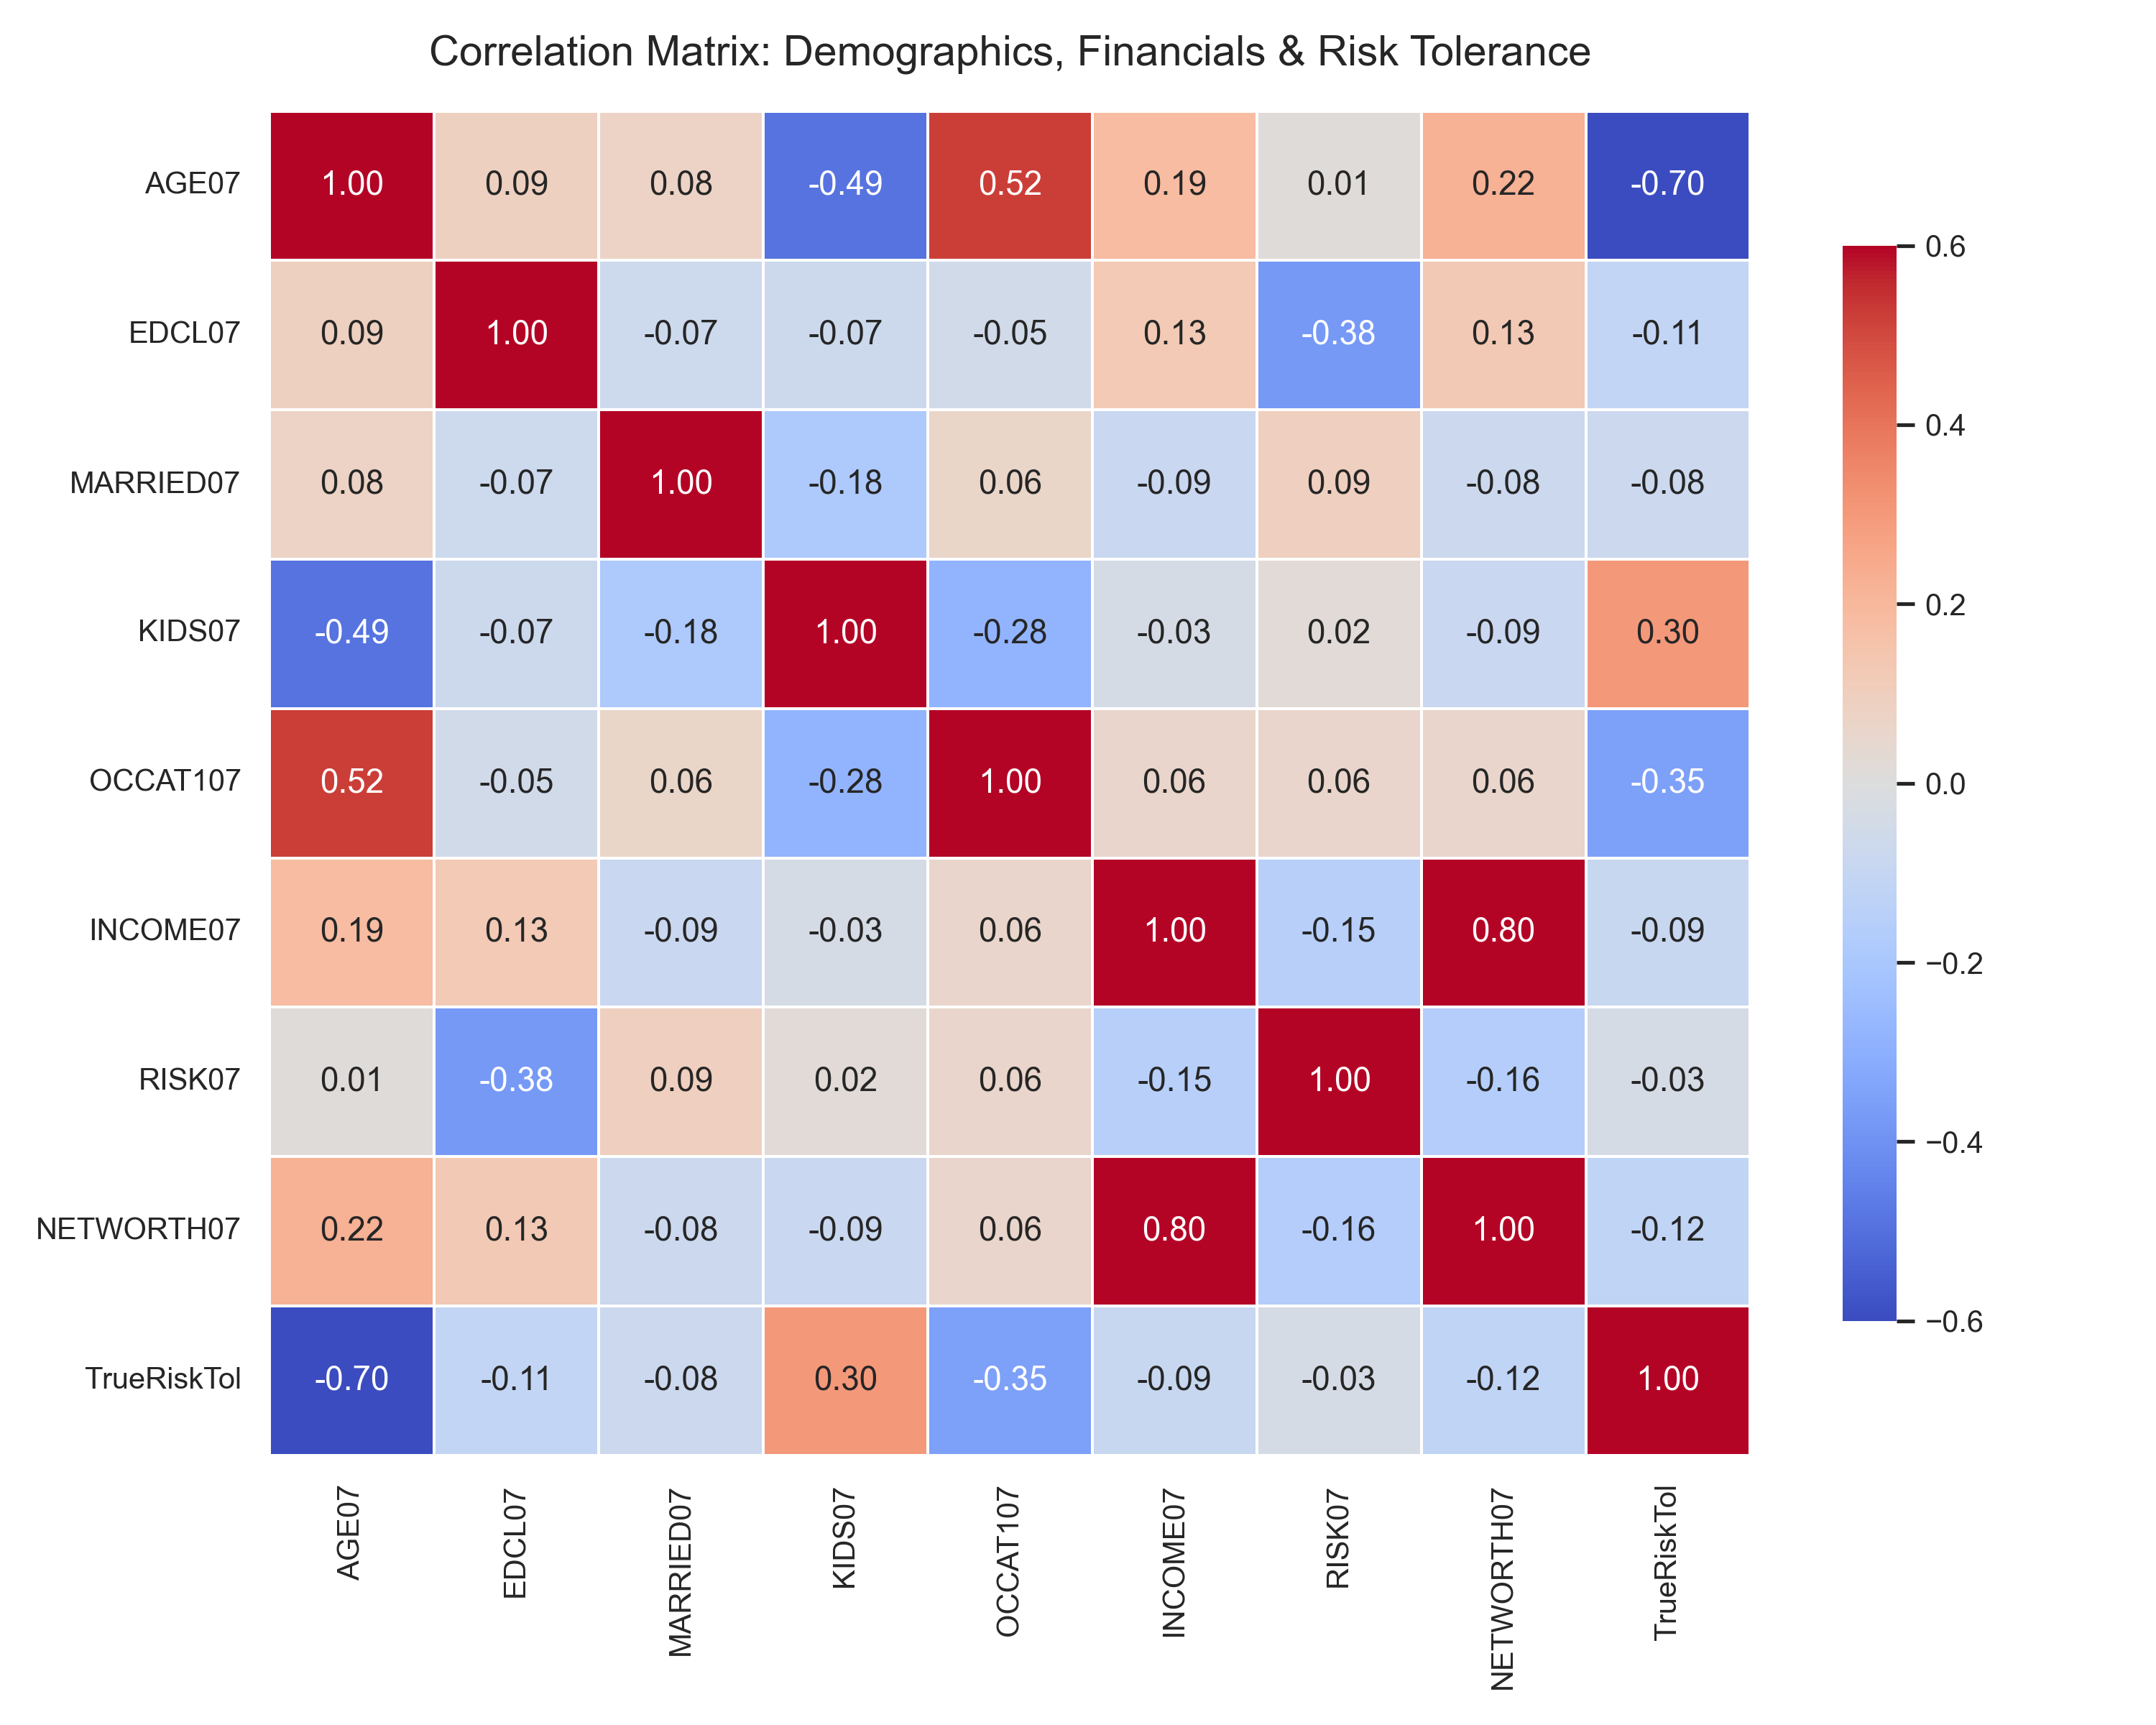 Correlation Matrix: Demographics, Financials & Risk Tolerance
AGE07 1.00 0.09 0.08 -0.49 0.52 0.19 0.01 0.22 -0.70
EDCL07 0.09 1.00 -0.07 -0.07 -0.05 0.13 -0.38 0.13 -0.11
MARRIED07 0.08 -0.07 1.00 -0.18 0.06 -0.09 0.09 -0.08 -0.08
KIDS07 -0.49 -0.07 -0.18 1.00 -0.28 -0.03 0.02 -0.09 0.30
OCCAT107 0.52 -0.05 0.06 -0.28 1.00 0.06 0.06 0.06 -0.35
INCOME07 0.19 0.13 -0.09 -0.03 0.06 1.00 -0.15 0.80 -0.09
RISK07 0.01 -0.38 0.09 0.02 0.06 -0.15 1.00 -0.16 -0.03
NETWORTH07 0.22 0.13 -0.08 -0.09 0.06 0.80 -0.16 1.00 -0.12
TrueRiskTol -0.70 -0.11 -0.08 0.30 -0.35 -0.09 -0.03 -0.12 1.00
AGE07 EDCL07 MARRIED07 KIDS07 OCCAT107 INCOME07 RISK07 NETWORTH07 TrueRiskTol
0.6
0.4
0.2
0.0
−0.2
−0.4
−0.6